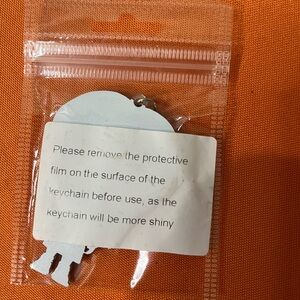 Please remove the protective
film on the surface of the
keychain before use, as the
keychain will be more shiny